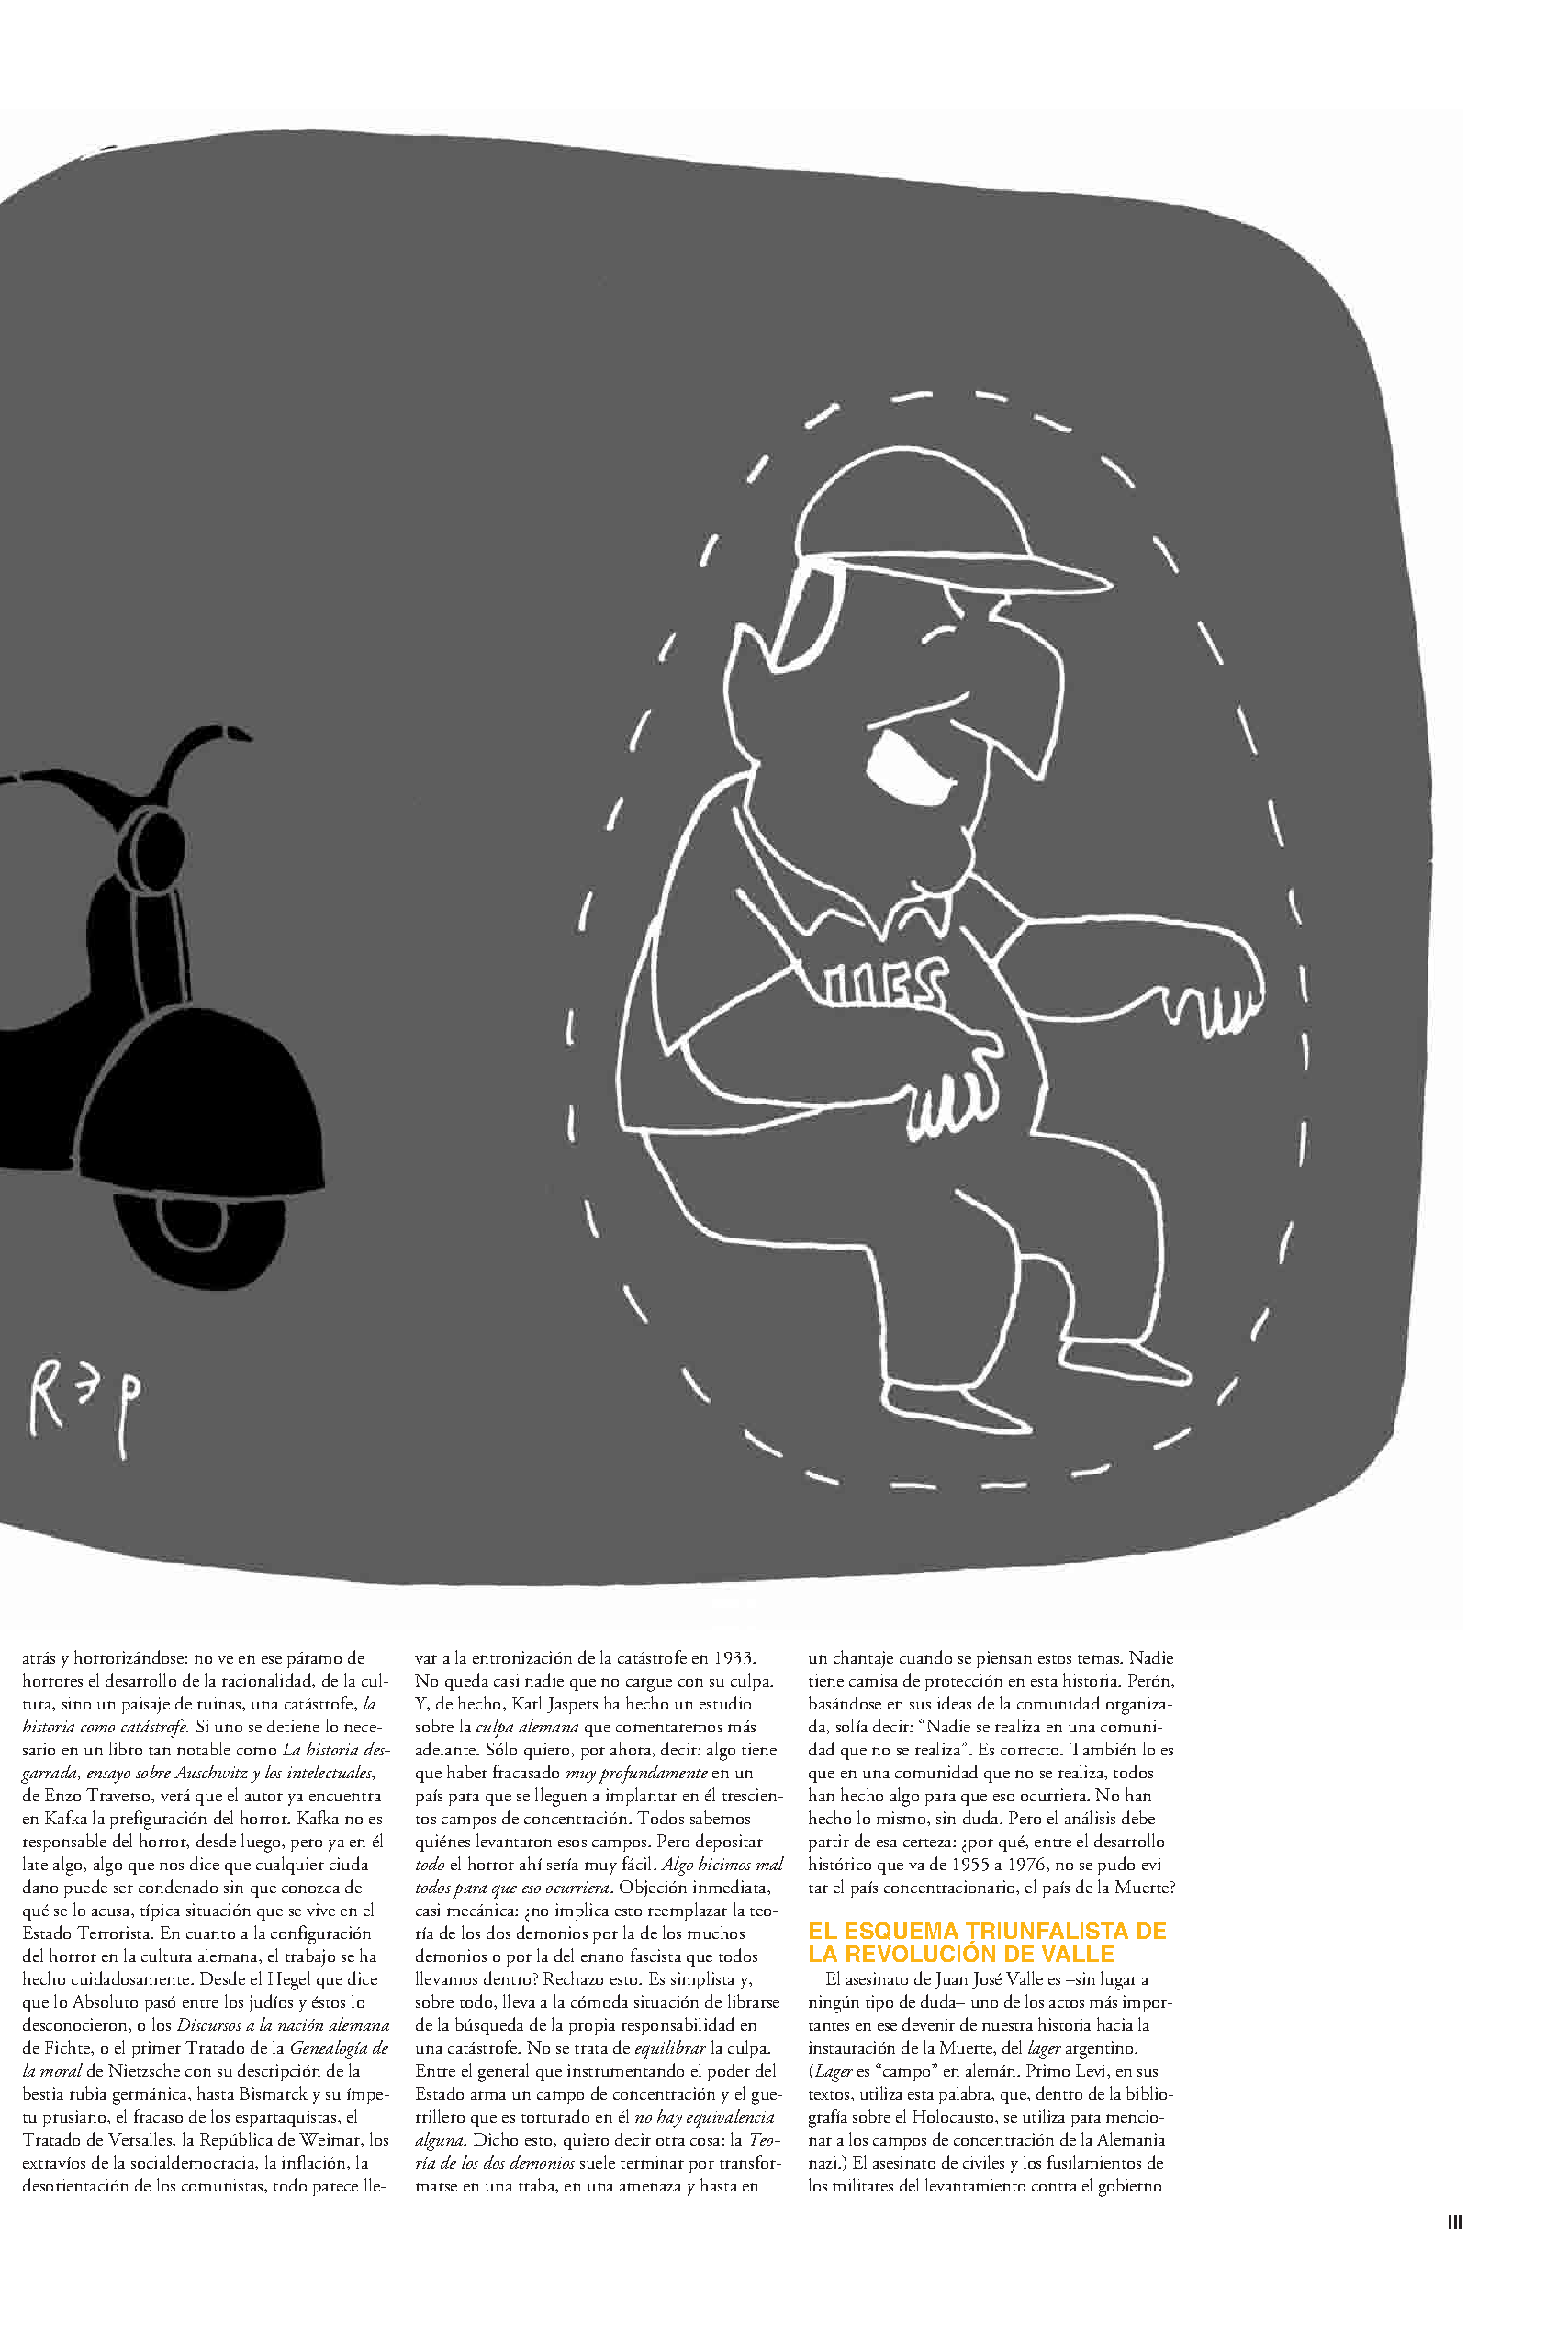 UES
R∋p
atrás y horrorizándose: no ve en ese páramo de
horrores el desarrollo de la racionalidad, de la cul-
tura, sino un paisaje de ruinas, una catástrofe, la
historia como catástrofe. Si uno se detiene lo nece-
sario en un libro tan notable como La historia des-
garrada, ensayo sobre Auschwitz y los intelectuales,
de Enzo Traverso, verá que el autor ya encuentra
en Kafka la prefiguración del horror. Kafka no es
responsable del horror, desde luego, pero ya en él
late algo, algo que nos dice que cualquier ciuda-
dano puede ser condenado sin que conozca de
qué se lo acusa, típica situación que se vive en el
Estado Terrorista. En cuanto a la configuración
del horror en la cultura alemana, el trabajo se ha
hecho cuidadosamente. Desde el Hegel que dice
que lo Absoluto pasó entre los judíos y éstos lo
desconocieron, o los Discursos a la nación alemana
de Fichte, o el primer Tratado de la Genealogía de
la moral de Nietzsche con su descripción de la
bestia rubia germánica, hasta Bismarck y su ímpe-
tu prusiano, el fracaso de los espartaquistas, el
Tratado de Versalles, la República de Weimar, los
extravíos de la socialdemocracia, la inflación, la
desorientación de los comunistas, todo parece lle-
var a la entronización de la catástrofe en 1933.
No queda casi nadie que no cargue con su culpa.
Y, de hecho, Karl Jaspers ha hecho un estudio
sobre la culpa alemana que comentaremos más
adelante. Sólo quiero, por ahora, decir: algo tiene
que haber fracasado muy profundamente en un
país para que se lleguen a implantar en él trescien-
tos campos de concentración. Todos sabemos
quiénes levantaron esos campos. Pero depositar
todo el horror ahí sería muy fácil. Algo hicimos mal
todos para que eso ocurriera. Objeción inmediata,
casi mecánica: ¿no implica esto reemplazar la teo-
ría de los dos demonios por la de los muchos
demonios o por la del enano fascista que todos
llevamos dentro? Rechazo esto. Es simplista y,
sobre todo, lleva a la cómoda situación de librarse
de la búsqueda de la propia responsabilidad en
una catástrofe. No se trata de equilibrar la culpa.
Entre el general que instrumentando el poder del
Estado arma un campo de concentración y el gue-
rrillero que es torturado en él no hay equivalencia
alguna. Dicho esto, quiero decir otra cosa: la Teo-
ría de los dos demonios suele terminar por transfor-
marse en una traba, en una amenaza y hasta en
un chantaje cuando se piensan estos temas. Nadie
tiene camisa de protección en esta historia. Perón,
basándose en sus ideas de la comunidad organiza-
da, solía decir: “Nadie se realiza en una comuni-
dad que no se realiza”. Es correcto. También lo es
que en una comunidad que no se realiza, todos
han hecho algo para que eso ocurriera. No han
hecho lo mismo, sin duda. Pero el análisis debe
partir de esa certeza: ¿por qué, entre el desarrollo
histórico que va de 1955 a 1976, no se pudo evi-
tar el país concentracionario, el país de la Muerte?
EL ESQUEMA TRIUNFALISTA DE
LA REVOLUCIÓN DE VALLE
El asesinato de Juan José Valle es –sin lugar a
ningún tipo de duda– uno de los actos más impor-
tantes en ese devenir de nuestra historia hacia la
instauración de la Muerte, del lager argentino.
(Lager es “campo” en alemán. Primo Levi, en sus
textos, utiliza esta palabra, que, dentro de la biblio-
grafía sobre el Holocausto, se utiliza para mencio-
nar a los campos de concentración de la Alemania
nazi.) El asesinato de civiles y los fusilamientos de
los militares del levantamiento contra el gobierno
III